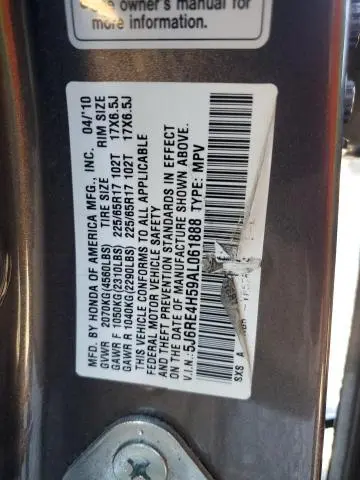 the owner's manual for
more information.
MFD. BY HONDA OF AMERICA MFG., INC. 04/'10
GVWR 2070KG(4560LBS) TIRE SIZE RIM SIZE
GAWR F 1050KG(2310LBS) 225/65R17 102T 17X6.5J
GAWR R 1040KG(2290LBS) 225/65R17 102T 17X6.5J
THIS VEHICLE CONFORMS TO ALL APPLICABLE
FEDERAL MOTOR VEHICLE SAFETY
AND THEFT PREVENTION STANDARDS IN EFFECT
ON THE DATE OF MANUFACTURE SHOWN ABOVE.
V.I.N.: 5J6RE4H59AL061888 TYPE: MPV
SXS A